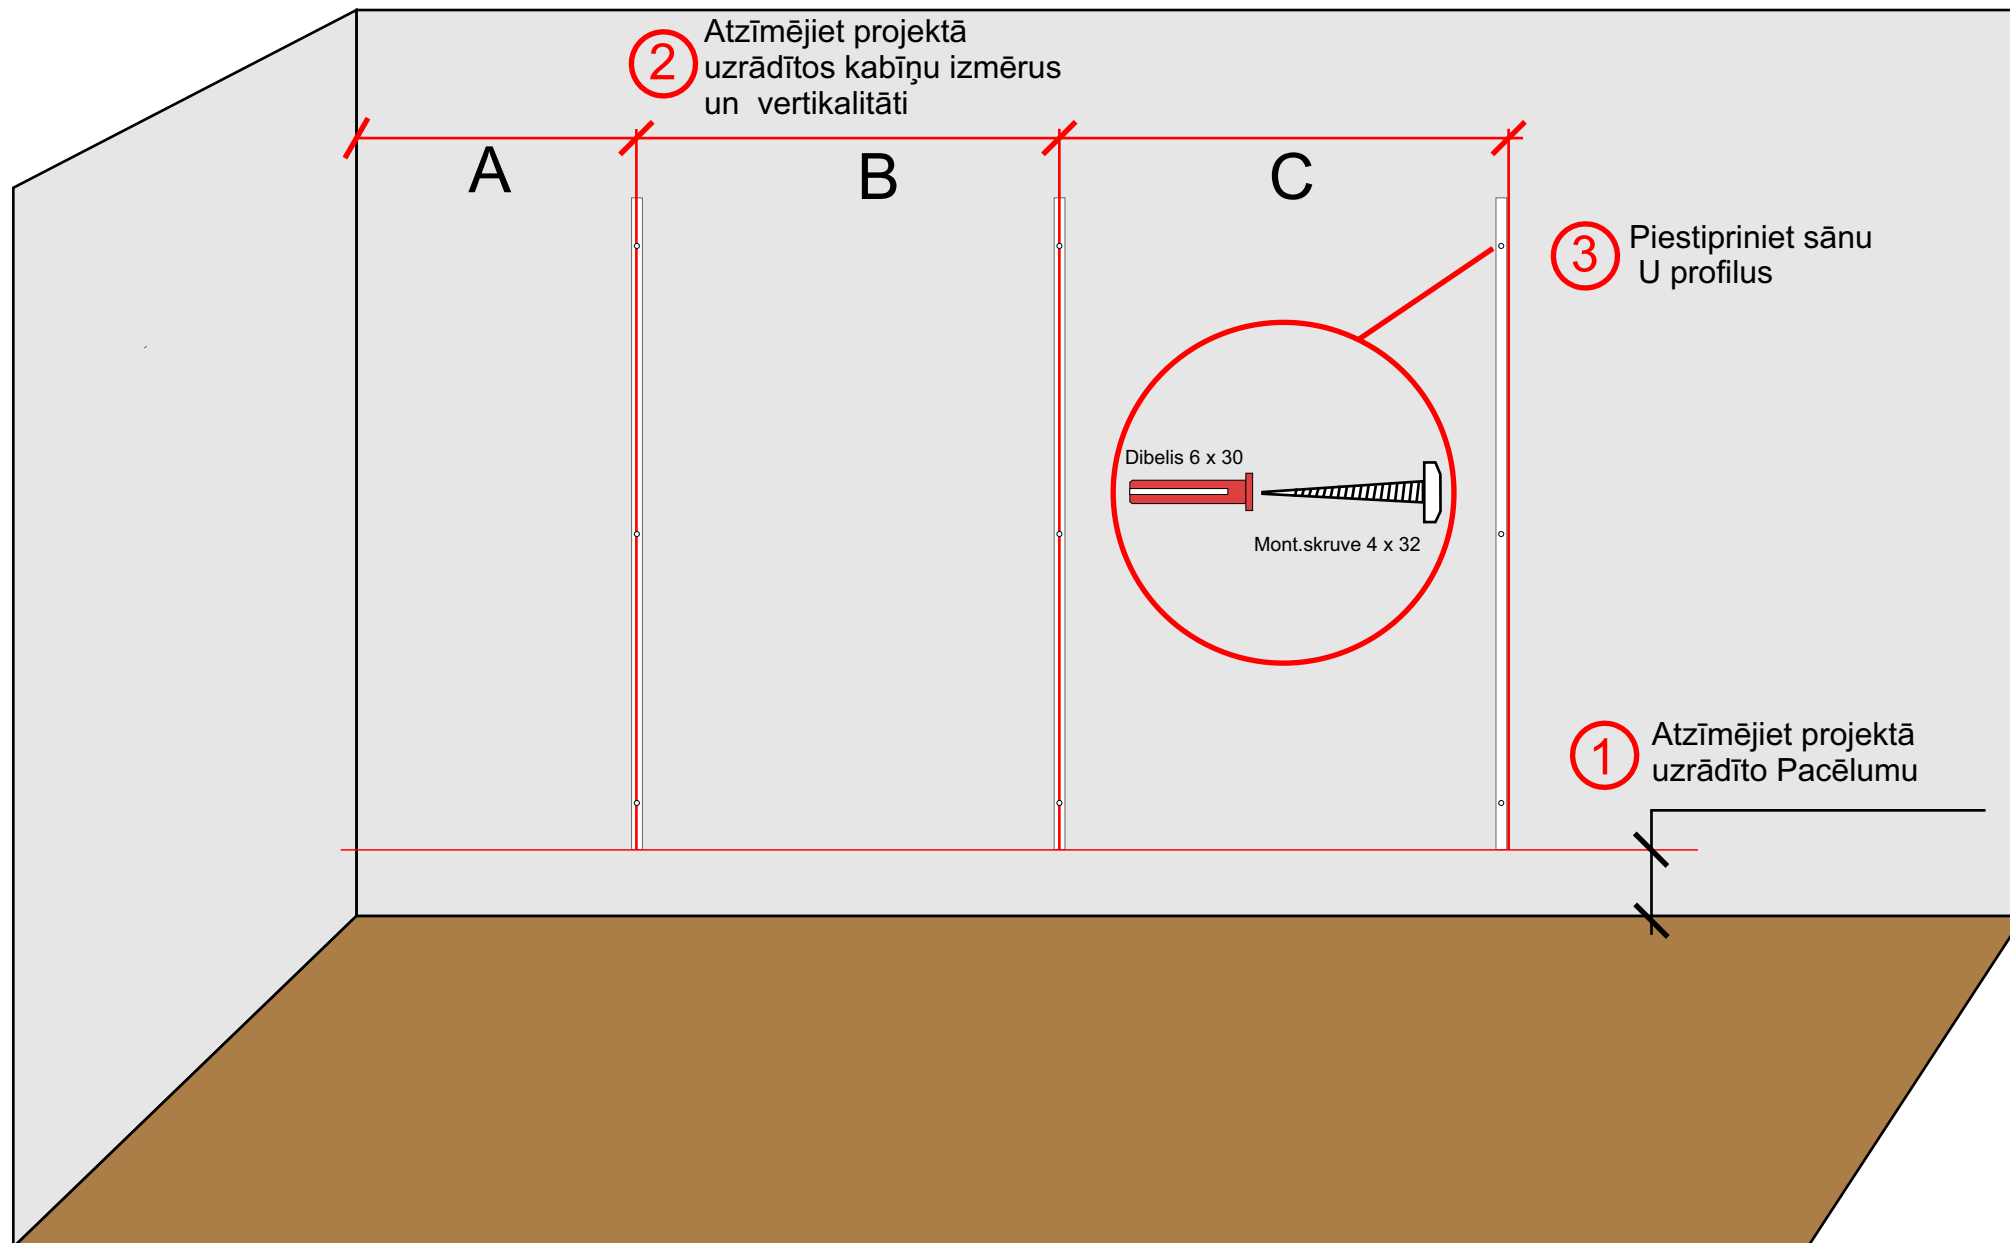 2
Atzīmējiet projektā
uzrādītos kabīņu izmērus
un vertikalitāti
A
B
C
3
Piestipriniet sānu
U profilus
Dibelis 6 x 30
Mont.skruve 4 x 32
1
Atzīmējiet projektā
uzrādīto Pacēlumu